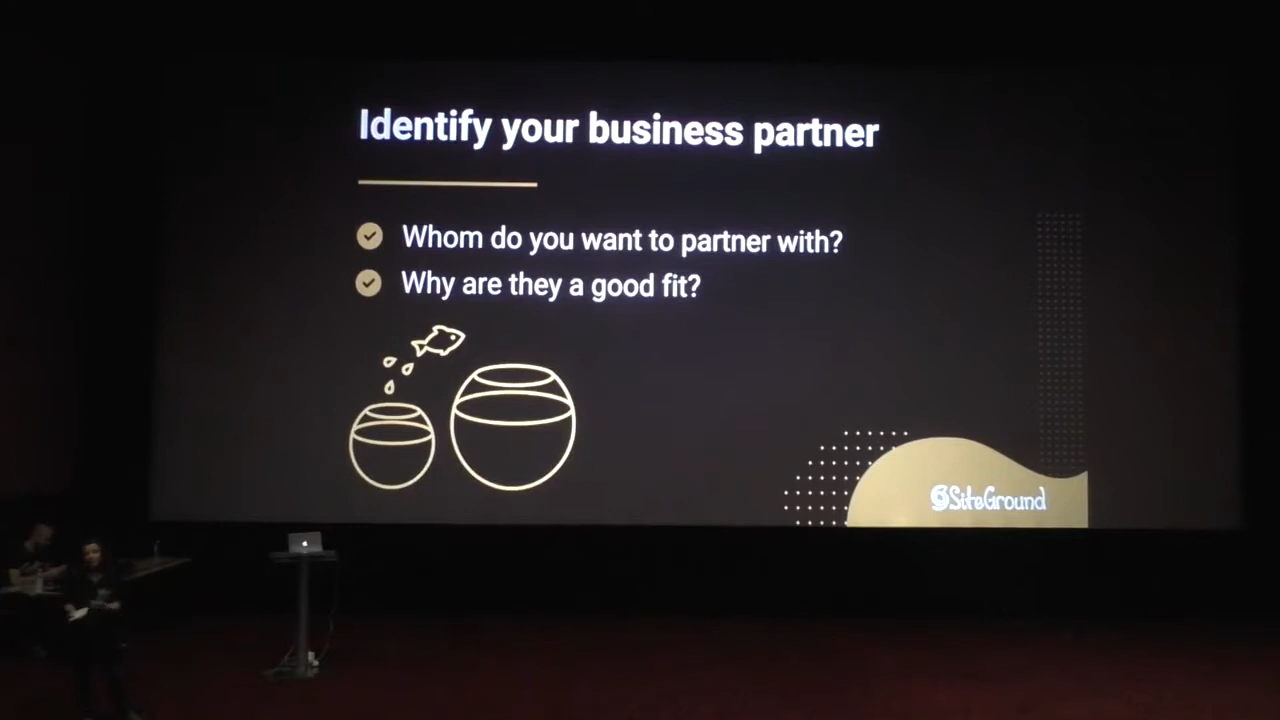 Identify your business partner
Whom do you want to partner with?
Why are they a good fit?
SiteGround